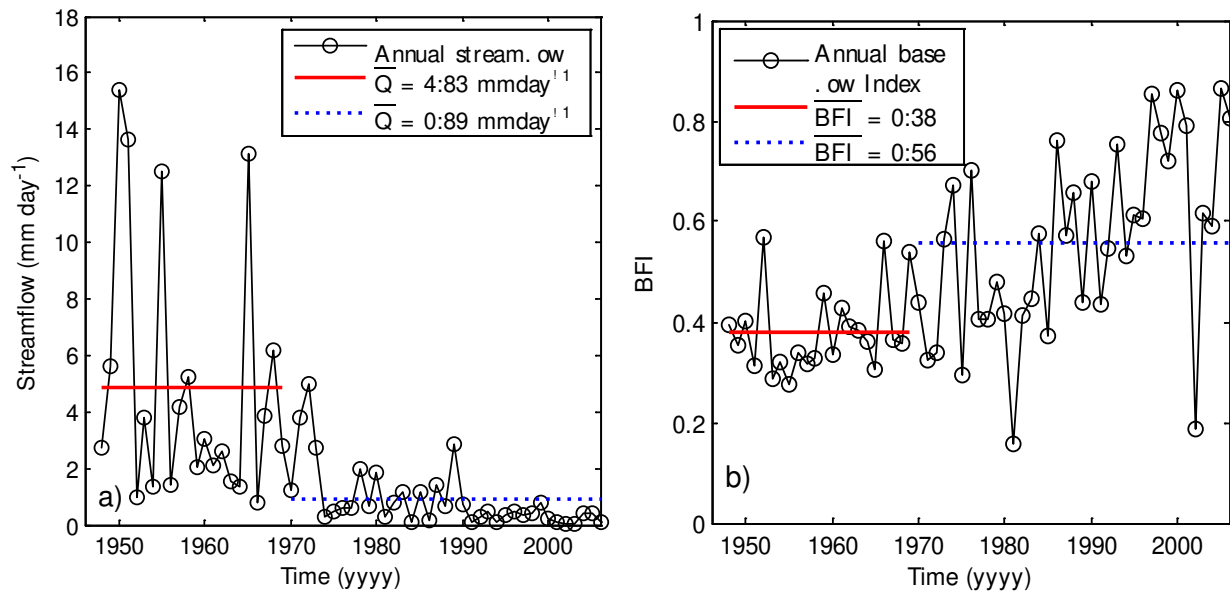 18
16
14
12
10
8
6
4
2
0
Streamflow (mm day-1)
Annual stream. ow
Q = 4:83 mmday! 1
Q = 0:89 mmday! 1
a)
1950 1960 1970 1980 1990 2000
Time (yyyy)
1
0.8
0.6
0.4
0.2
0
BFI
Annual base
. ow Index
BFI = 0:38
BFI = 0:56
b)
1950 1960 1970 1980 1990 2000
Time (yyyy)